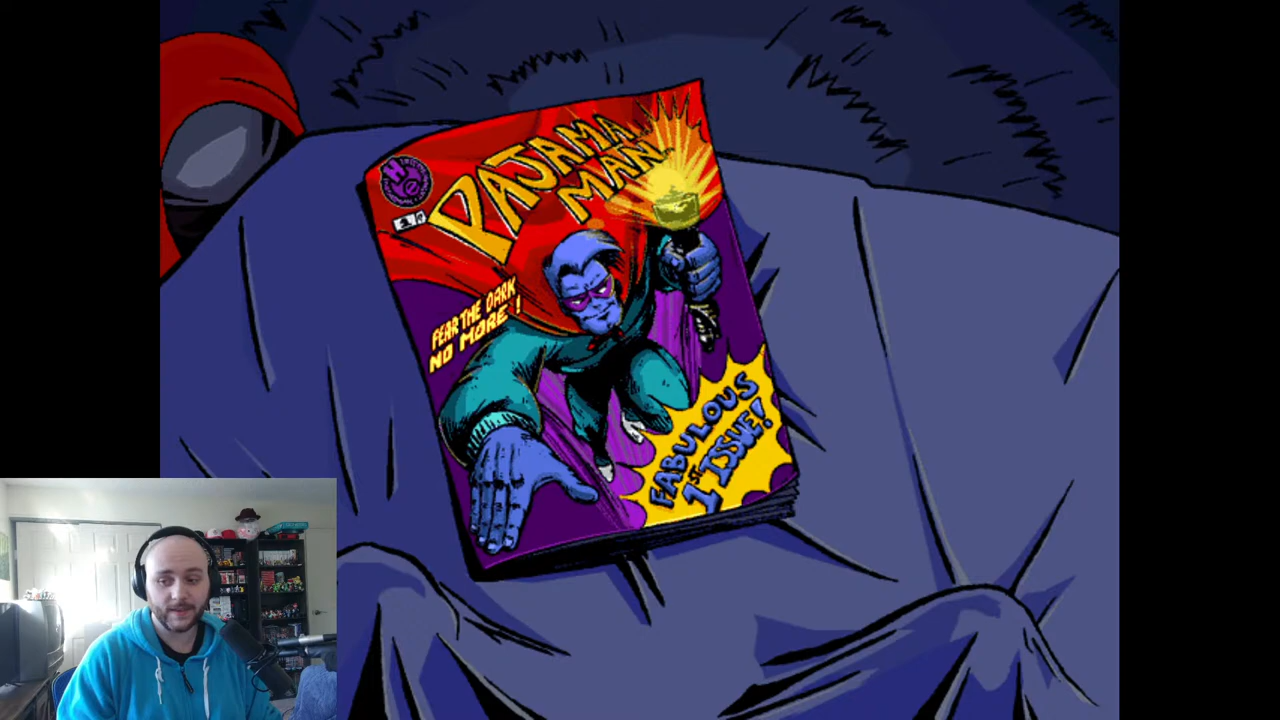 PAJAMA
MAN
FEAR THE DARK
NO MORE!
FABULOUS
1ST ISSUE!